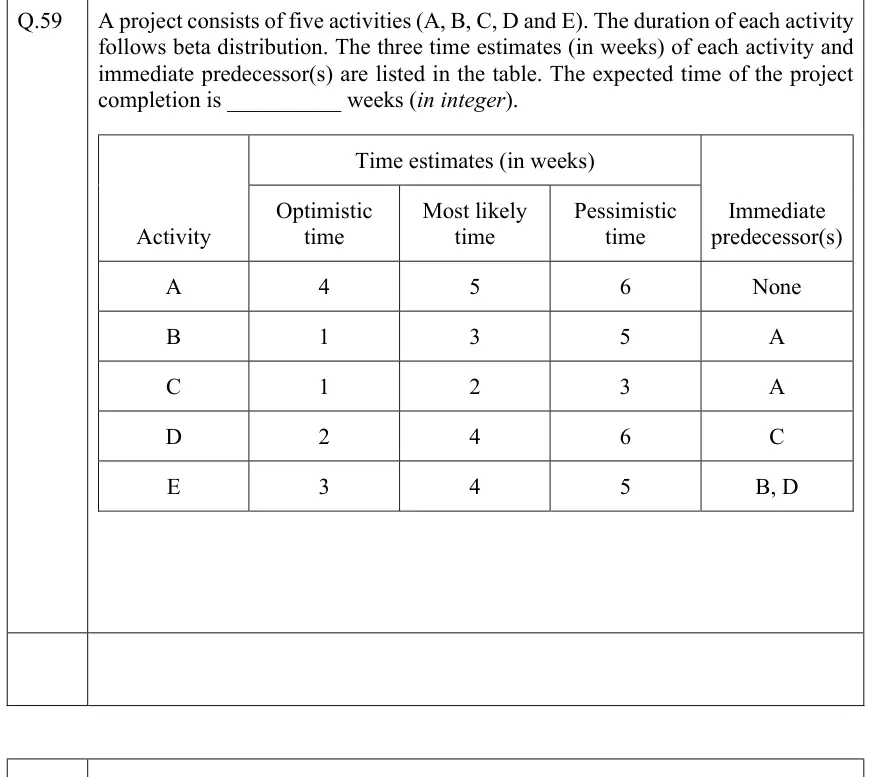 Q.59
A project consists of five activities (A, B, C, D and E). The duration of each activity
follows beta distribution. The three time estimates (in weeks) of each activity and
immediate predecessor(s) are listed in the table. The expected time of the project
completion is __________ weeks (in integer).
Time estimates (in weeks)
Activity
Optimistic
time
Most likely
time
Pessimistic
time
Immediate
predecessor(s)
A 4 5 6 None
B 1 3 5 A
C 1 2 3 A
D 2 4 6 C
E 3 4 5 B, D